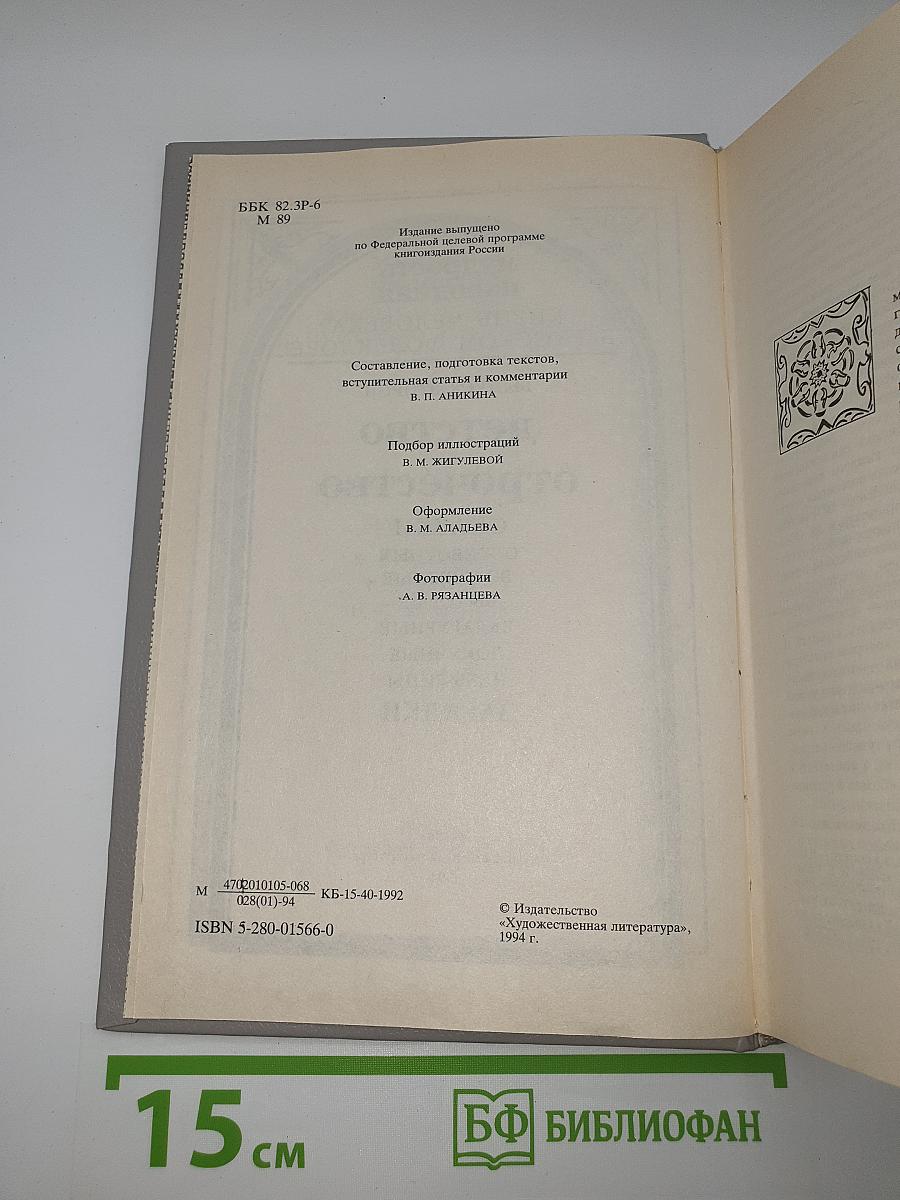 ББК 82.3Р-6
М 89
Издание выпущено
по Федеральной целевой программе
книгоиздания России
Составление, подготовка текстов,
вступительная статья и комментарии
В. П. АНИКИНА
Подбор иллюстраций
В. М. ЖИГУЛЕВОЙ
Оформление
В. М. АЛАДЬЕВА
Фотографии
А. В. РЯЗАНЦЕВА
М 4702010105-068
028(01)-94 КБ-15-40-1992
ISBN 5-280-01566-0
© Издательство
«Художественная литература»,
1994 г.
15 см
БФ БИБЛИОФАН